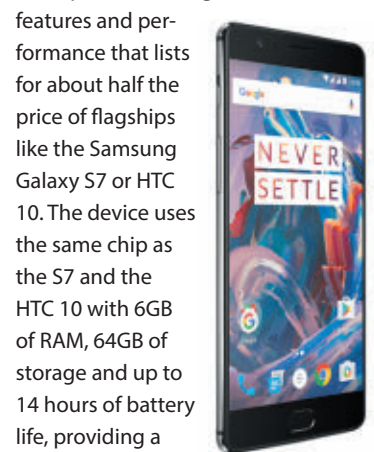 features and per-
formance that lists
for about half the
price of flagships
like the Samsung
Galaxy S7 or HTC
10. The device uses
the same chip as
the S7 and the
HTC 10 with 6GB
of RAM, 64GB of
storage and up to
14 hours of battery
life, providing a
Google
NEVER
SETTLE